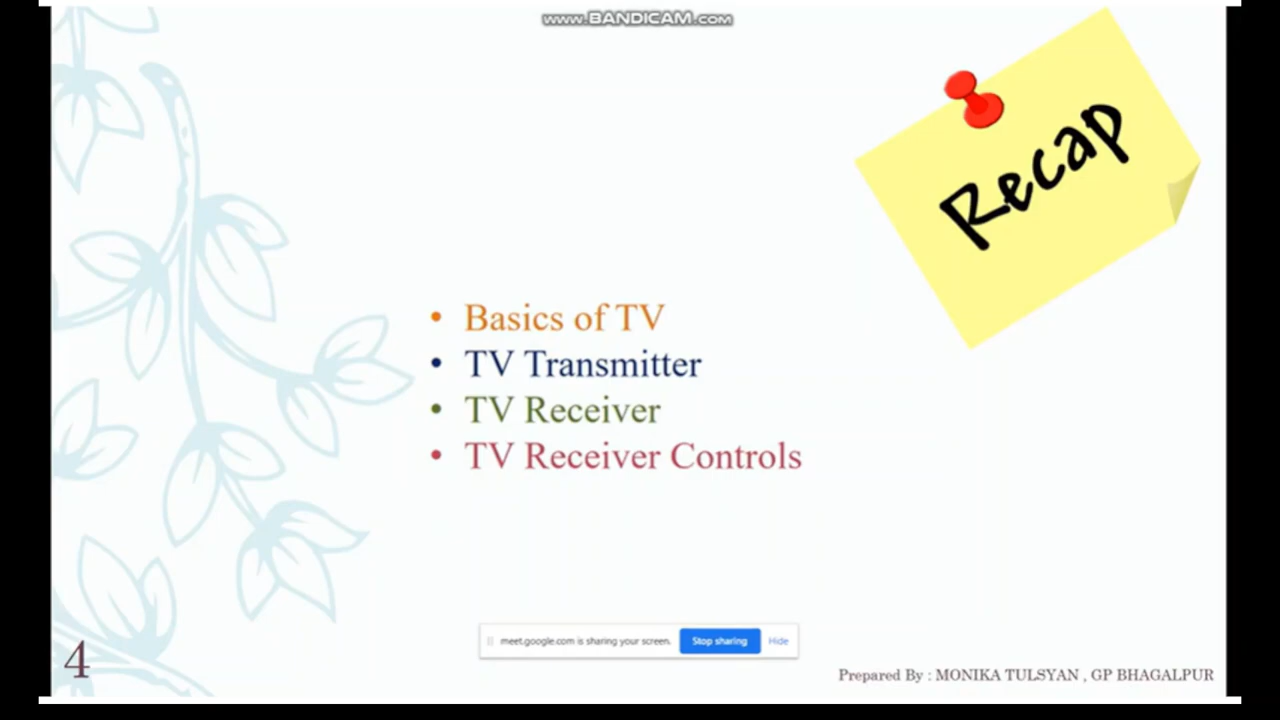 www.BANDICAM.com
Recap
• Basics of TV
• TV Transmitter
• TV Receiver
• TV Receiver Controls
meet.google.com is sharing your screen. Stop sharing Hide
4
Prepared By : MONIKA TULSYAN , GP BHAGALPUR